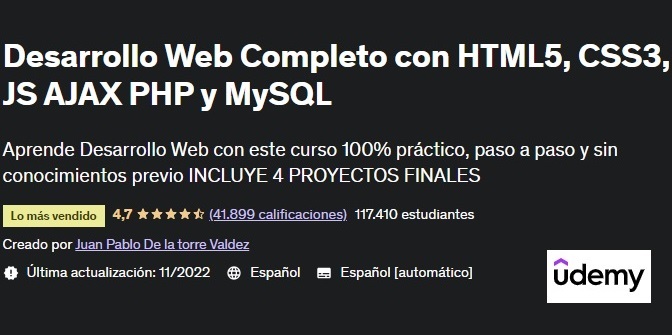 Desarrollo Web Completo con HTML5, CSS3,
JS AJAX PHP y MySQL
Aprende Desarrollo Web con este curso 100% práctico, paso a paso y sin
conocimientos previo INCLUYE 4 PROYECTOS FINALES
Lo más vendido 4,7 (41.899 calificaciones) 117.410 estudiantes
Creado por Juan Pablo De la torre Valdez
Última actualización: 11/2022 Español Español [automático]
udemy